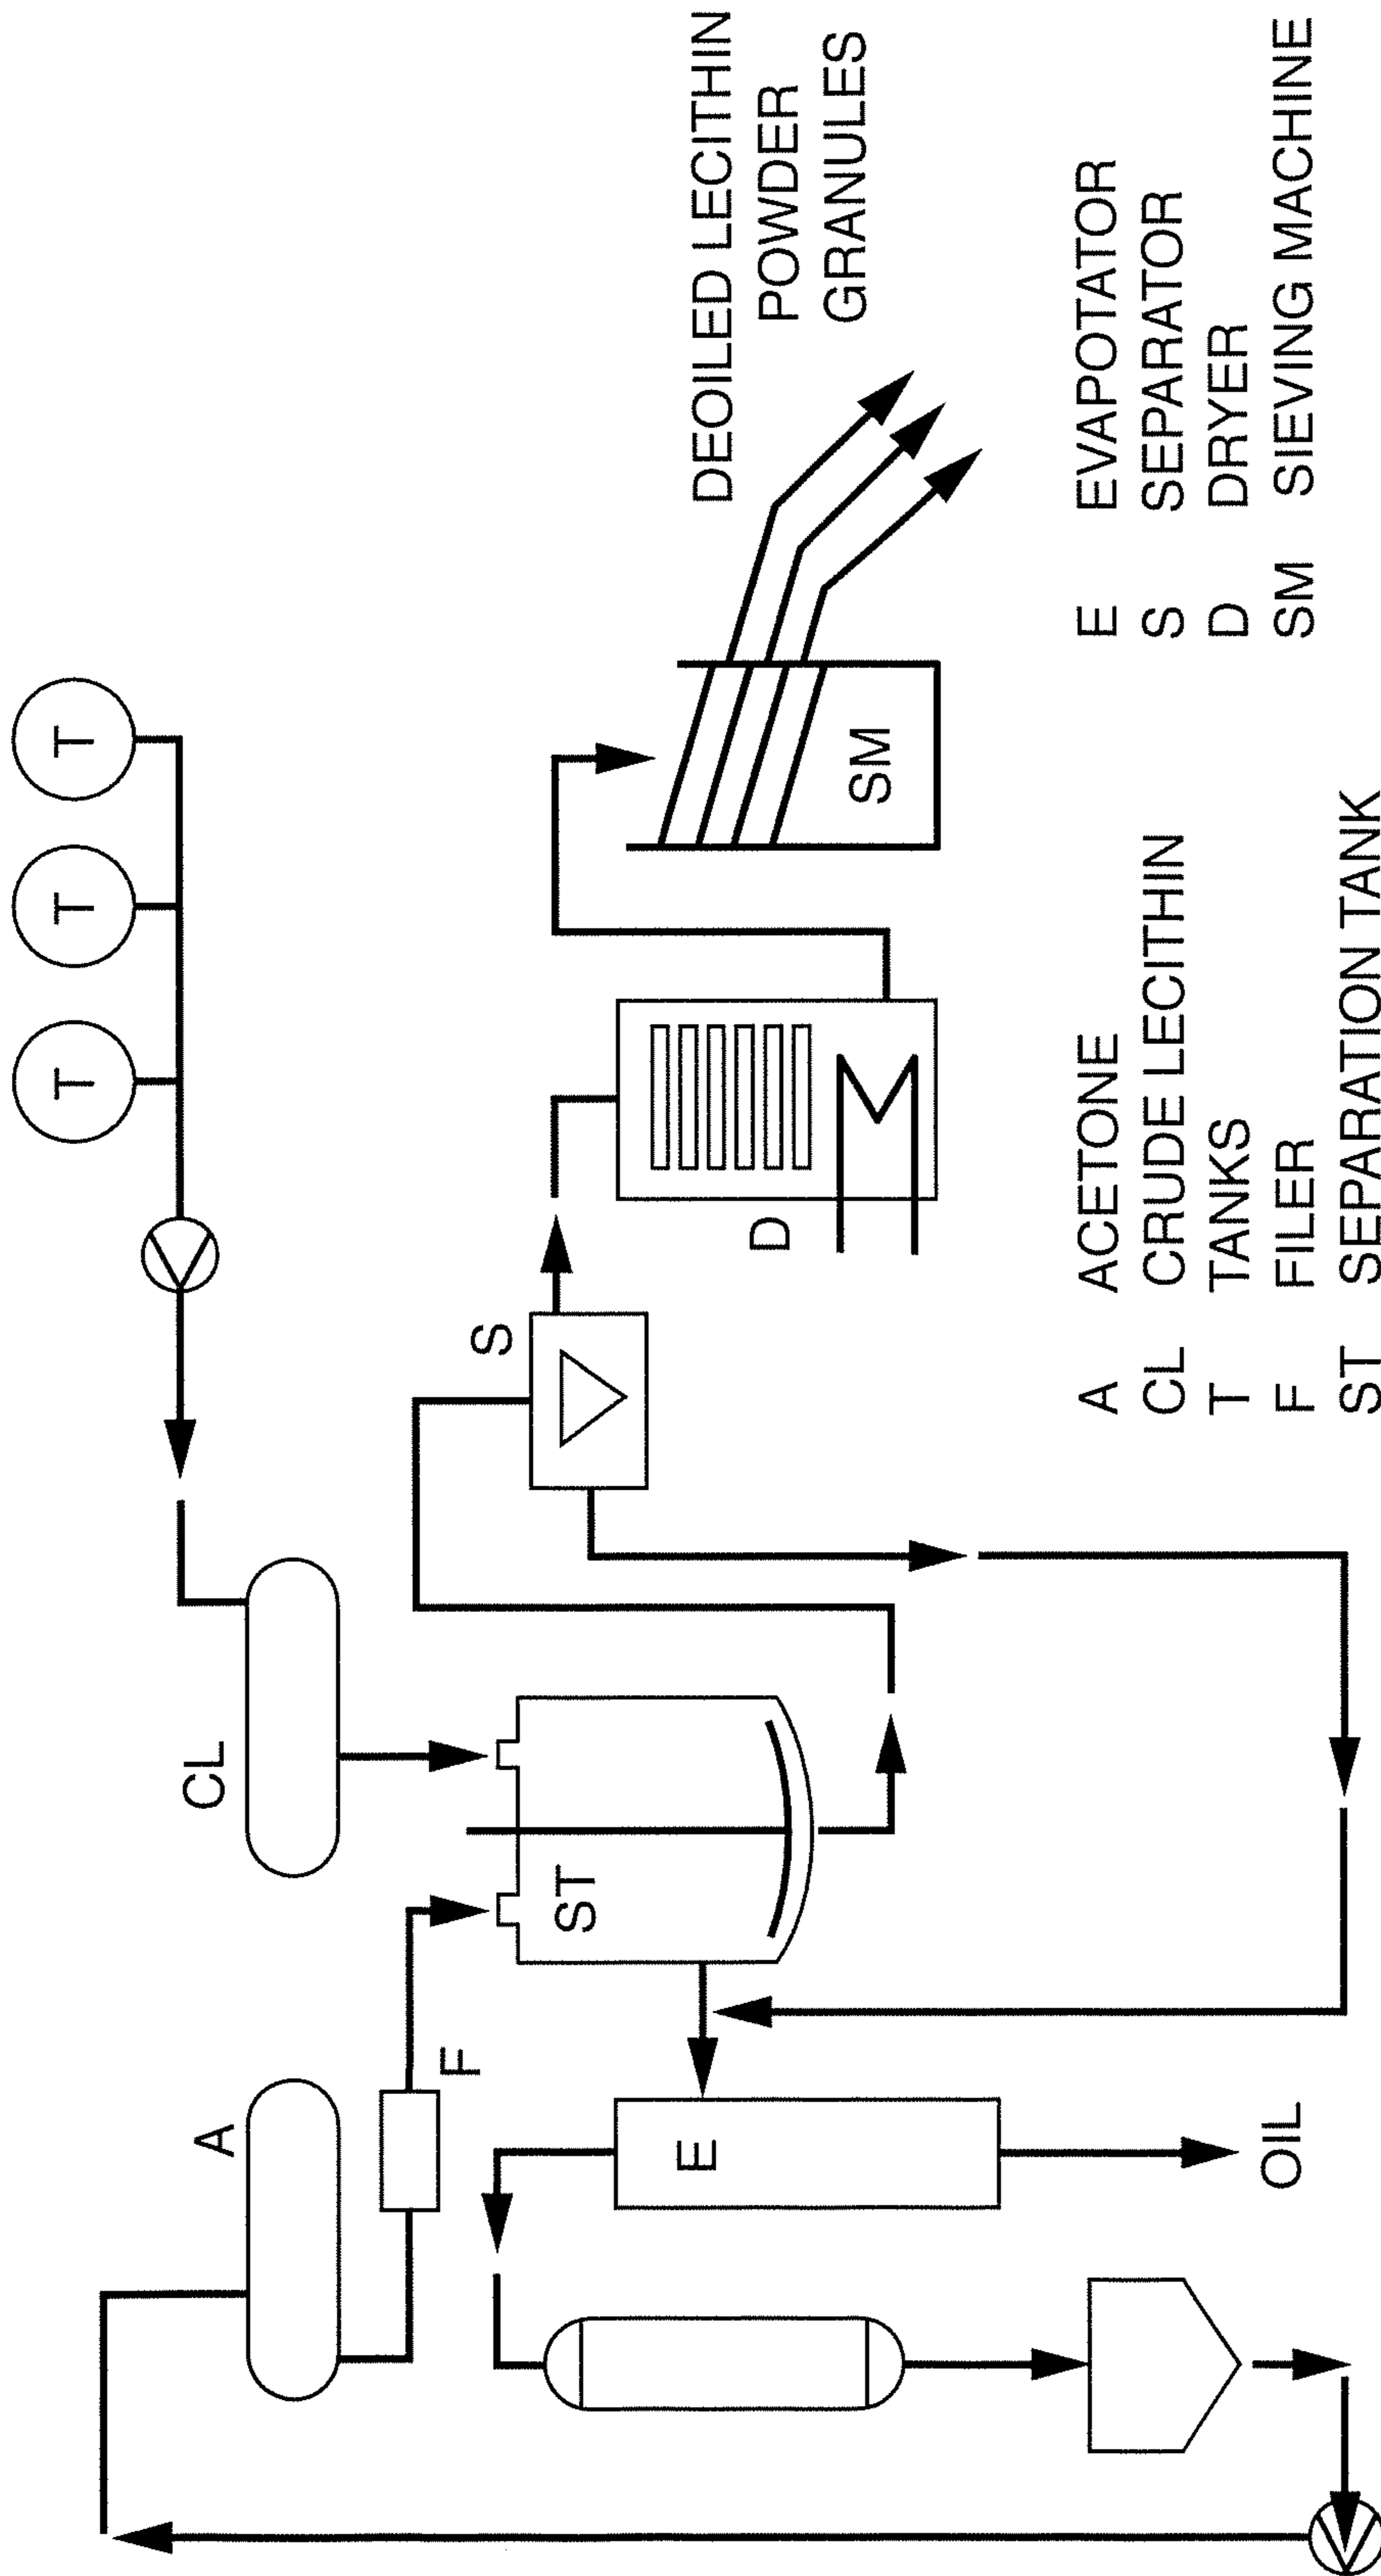 T T T
A
CL
F
ST
S
D
E
SM
OIL
DEOILED LECITHIN
POWDER
GRANULES
A ACETONE
CL CRUDE LECITHIN
T TANKS
F FILER
ST SEPARATION TANK
E EVAPOTATOR
S SEPARATOR
D DRYER
SM SIEVING MACHINE